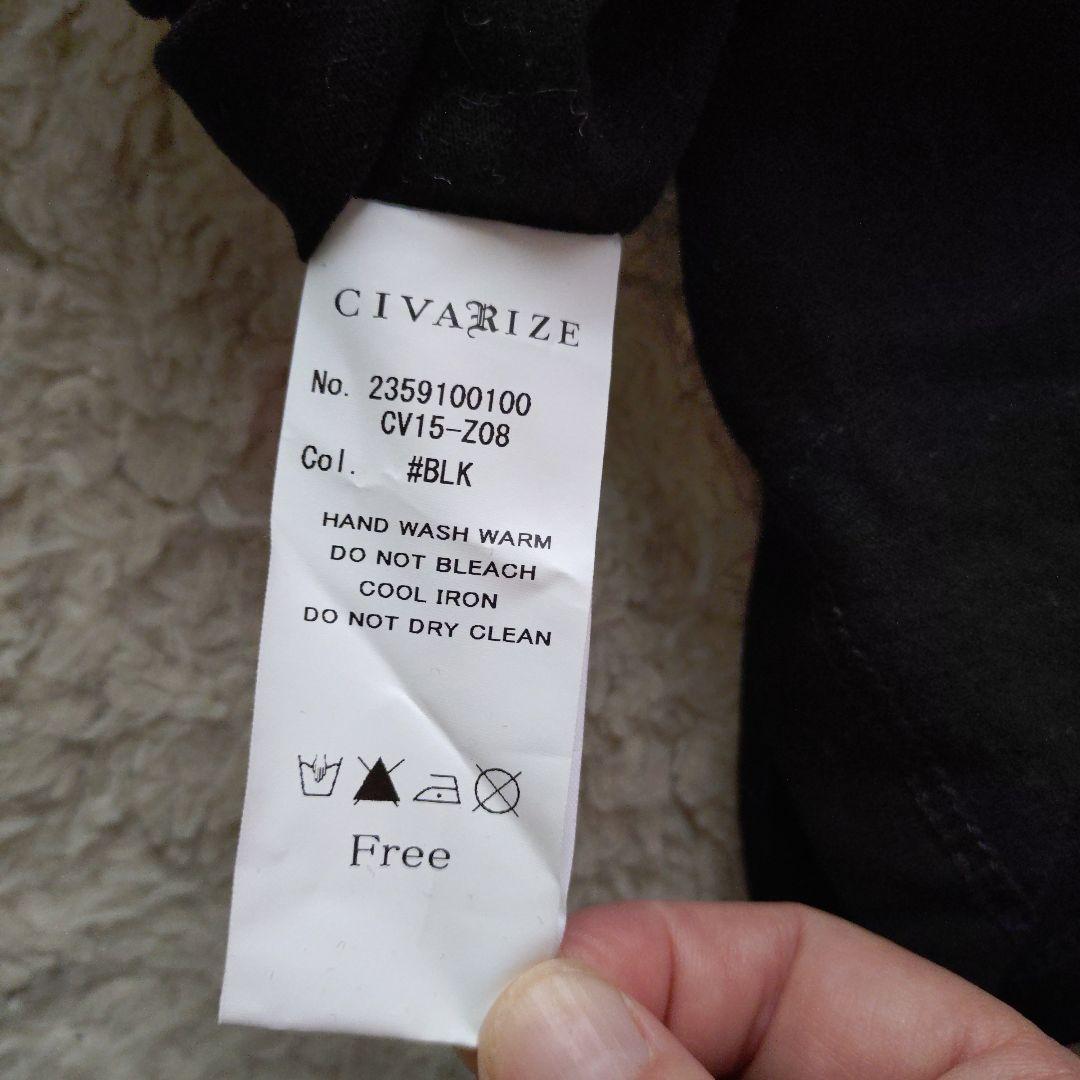 CIVARIZE
No. 2359100100
CV15-Z08
Col. #BLK
HAND WASH WARM
DO NOT BLEACH
COOL IRON
DO NOT DRY CLEAN
Free